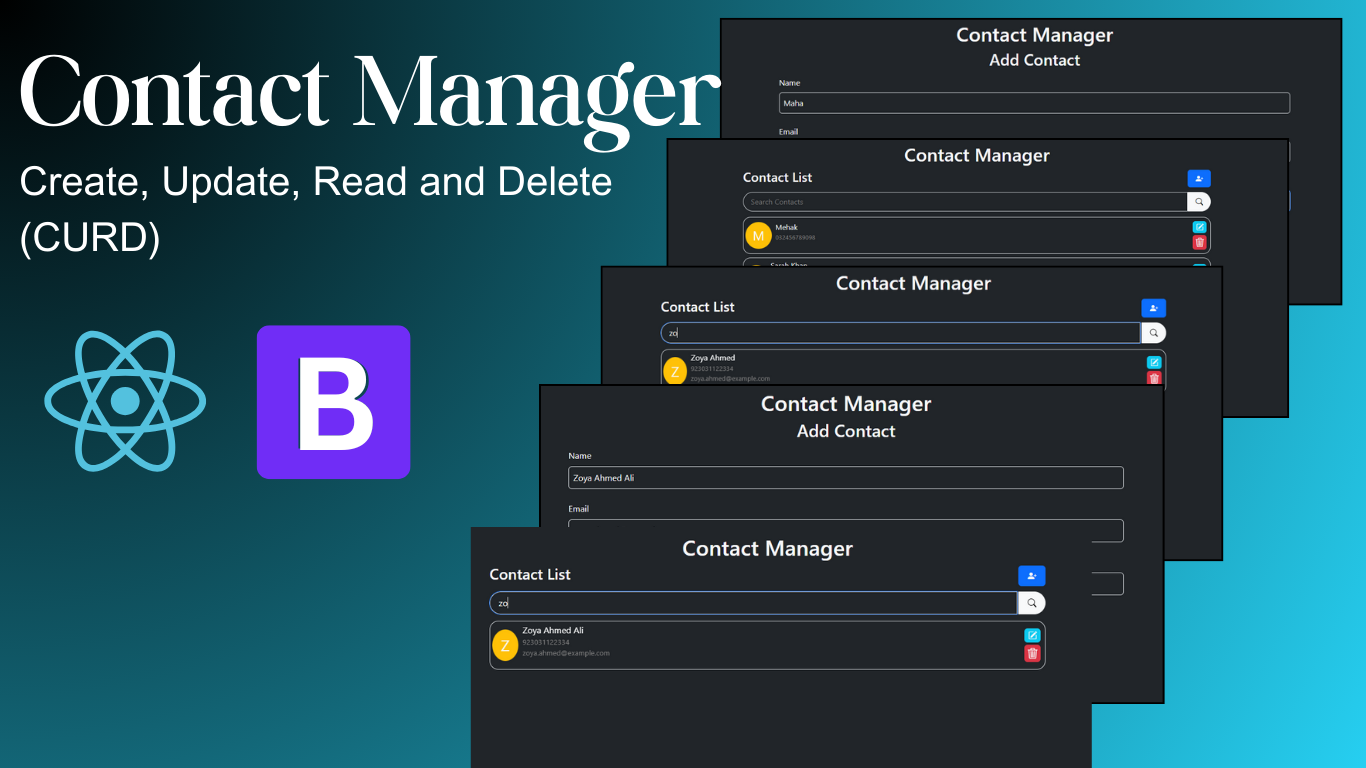 Contact Manager
Create, Update, Read and Delete
(CURD)
B
Contact Manager
Add Contact
Name
Maha
Email
Contact Manager
Contact List
Search Contacts
M
Mehak
Sarah Khan
Contact Manager
Contact List
zo
Z
Zoya Ahmed
923031122334
zoya.ahmed@example.com
Contact Manager
Add Contact
Name
Zoya Ahmed Ali
Email
Contact Manager
Contact List
zo
Z
Zoya Ahmed Ali
923031122334
zoya.ahmed@example.com